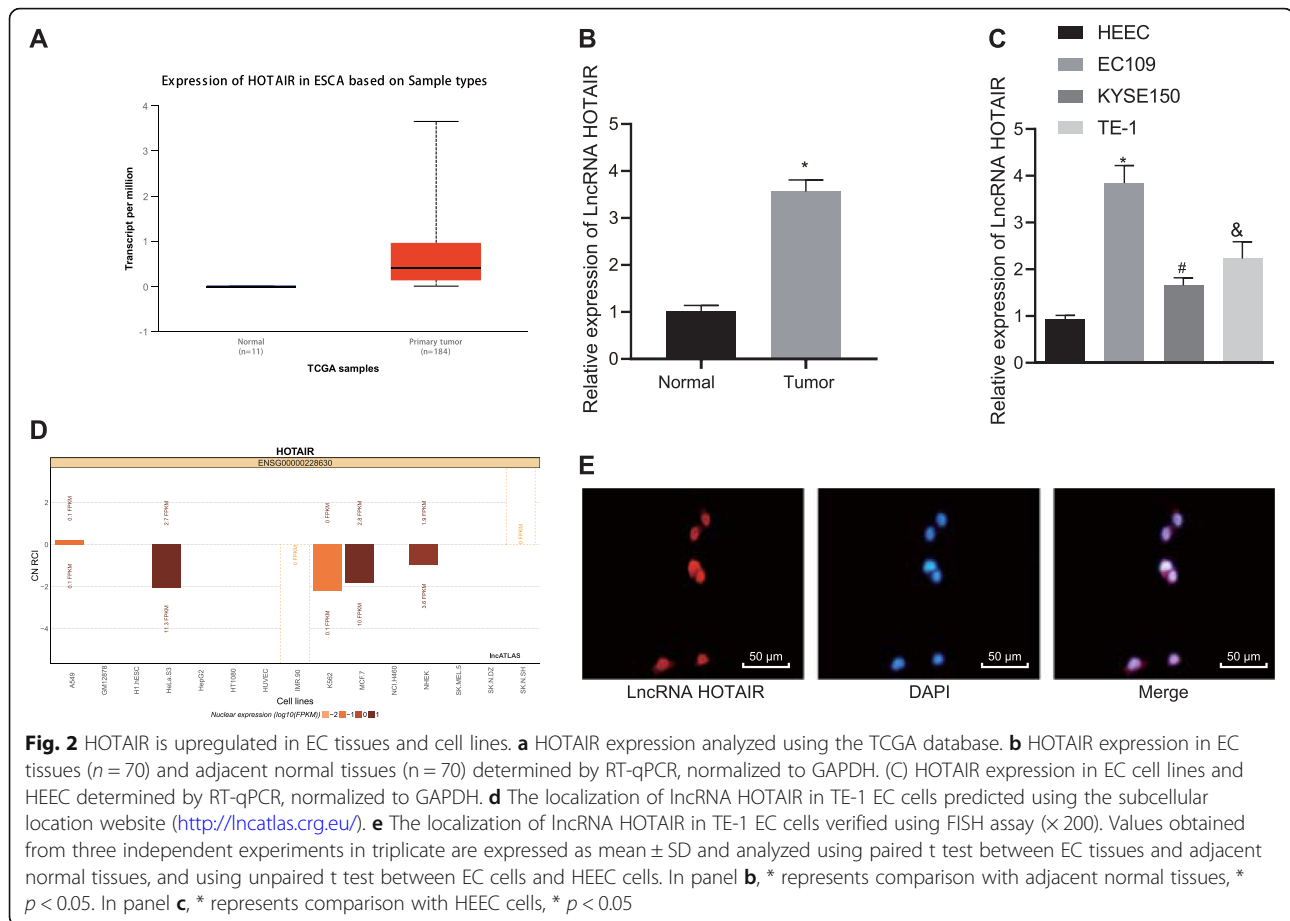 A
Expression of HOTAIR in ESCA based on Sample types
Transcript per million
4
3
2
1
0
-1
Normal
(n=11)
Primary tumor
(n=184)
TCGA samples
B
Relative expression of LncRNA HOTAIR
5
4
3
2
1
0
*
Normal
Tumor
C
HEEC
EC109
KYSE150
TE-1
Relative expression of LncRNA HOTAIR
5
4
3
2
1
0
*
#
&
D
HOTAIR
ENSG00000228630
CN RCI
2
0
−2
−4
0.1 FPKM
0.1 FPKM
2.7 FPKM
11.3 FPKM
0 FPKM
0 FPKM
0.1 FPKM
2.8 FPKM
10 FPKM
1.9 FPKM
3.6 FPKM
0 FPKM
lncATLAS
A549
GM12878
H1.hESC
HeLa.S3
HepG2
HT1080
HUVEC
IMR.90
K562
MCF.7
NCI.H460
NHEK
SK.MEL.5
SK.N.DZ
SK.N.SH
Cell lines
Nuclear expression (log10(FPKM)) −2 −1 0 1
E
50 µm
50 µm
50 µm
LncRNA HOTAIR
DAPI
Merge
Fig. 2 HOTAIR is upregulated in EC tissues and cell lines. a HOTAIR expression analyzed using the TCGA database. b HOTAIR expression in EC
tissues (n = 70) and adjacent normal tissues (n = 70) determined by RT-qPCR, normalized to GAPDH. (C) HOTAIR expression in EC cell lines and
HEEC determined by RT-qPCR, normalized to GAPDH. d The localization of lncRNA HOTAIR in TE-1 EC cells predicted using the subcellular
location website (http://lncatlas.crg.eu/). e The localization of lncRNA HOTAIR in TE-1 EC cells verified using FISH assay (× 200). Values obtained
from three independent experiments in triplicate are expressed as mean ± SD and analyzed using paired t test between EC tissues and adjacent
normal tissues, and using unpaired t test between EC cells and HEEC cells. In panel b, * represents comparison with adjacent normal tissues, *
p < 0.05. In panel c, * represents comparison with HEEC cells, * p < 0.05